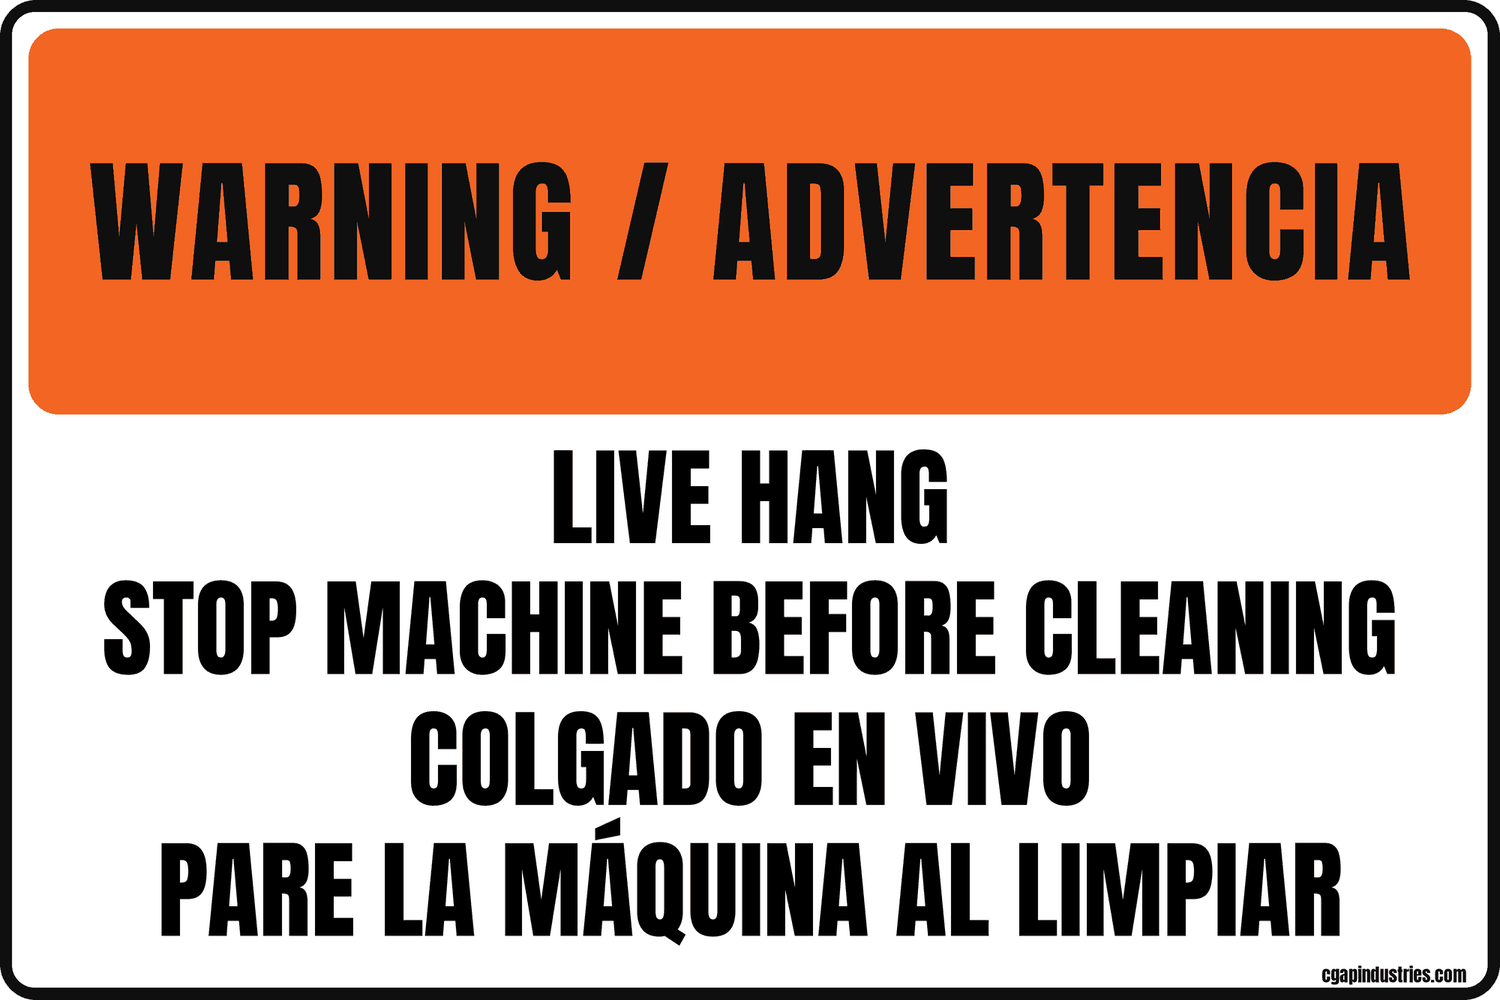 WARNING / ADVERTENCIA
LIVE HANG
STOP MACHINE BEFORE CLEANING
COLGADO EN VIVO
PARE LA MÁQUINA AL LIMPIAR
cgapindustries.com